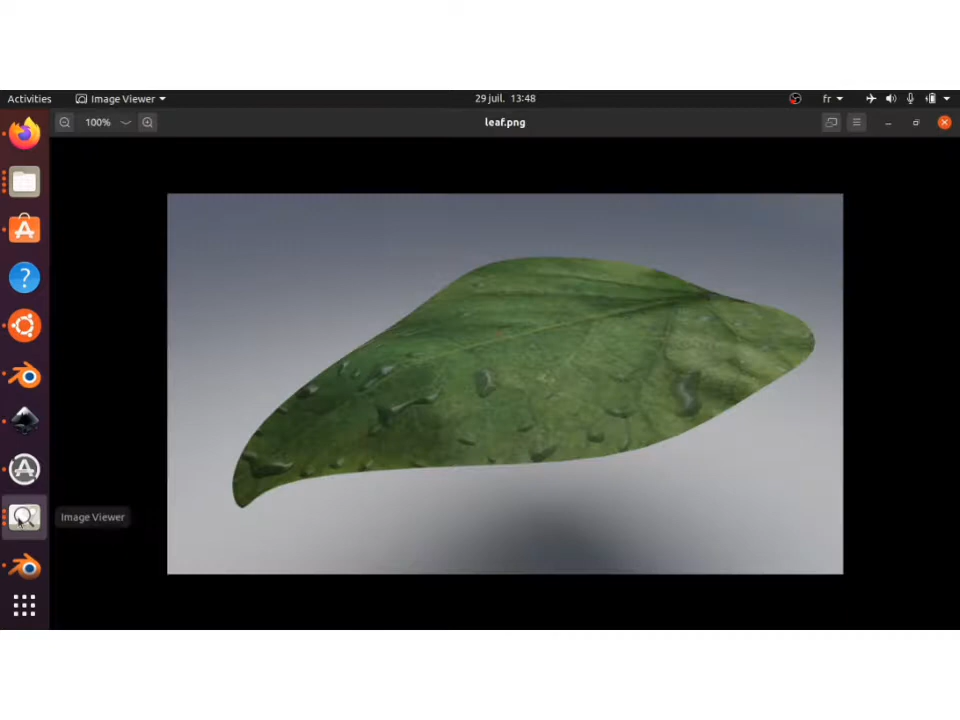 Activities
Image Viewer
29 juil. 13:48
fr
100%
leaf.png
Image Viewer